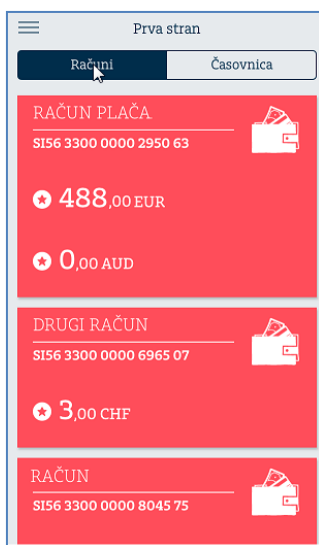 Prva stran
Računi
Časovnica
RAČUN PLAČA
SI56 3300 0000 2950 63
488,00 EUR
0,00 AUD
DRUGI RAČUN
SI56 3300 0000 6965 07
3,00 CHF
RAČUN
SI56 3300 0000 8045 75